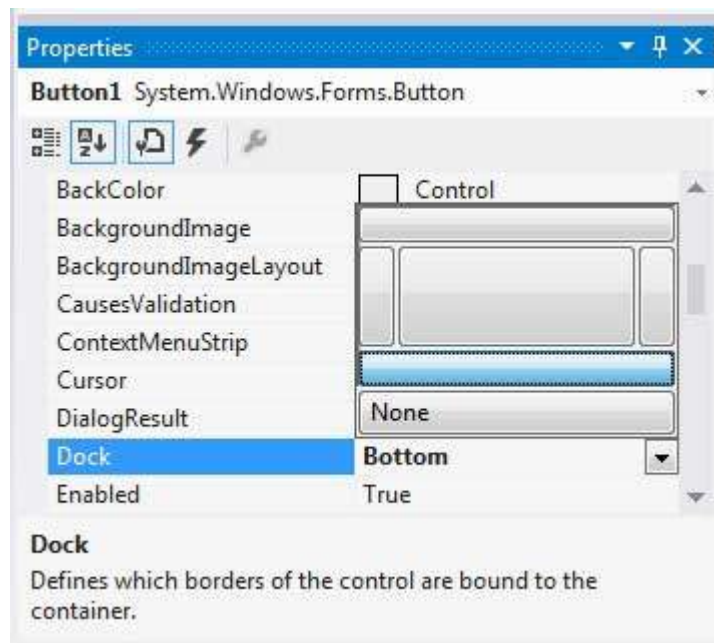 Properties
Button1 System.Windows.Forms.Button
BackColor Control
BackgroundImage
BackgroundImageLayout
CausesValidation
ContextMenuStrip
Cursor
DialogResult None
Dock Bottom
Enabled True
Dock
Defines which borders of the control are bound to the
container.